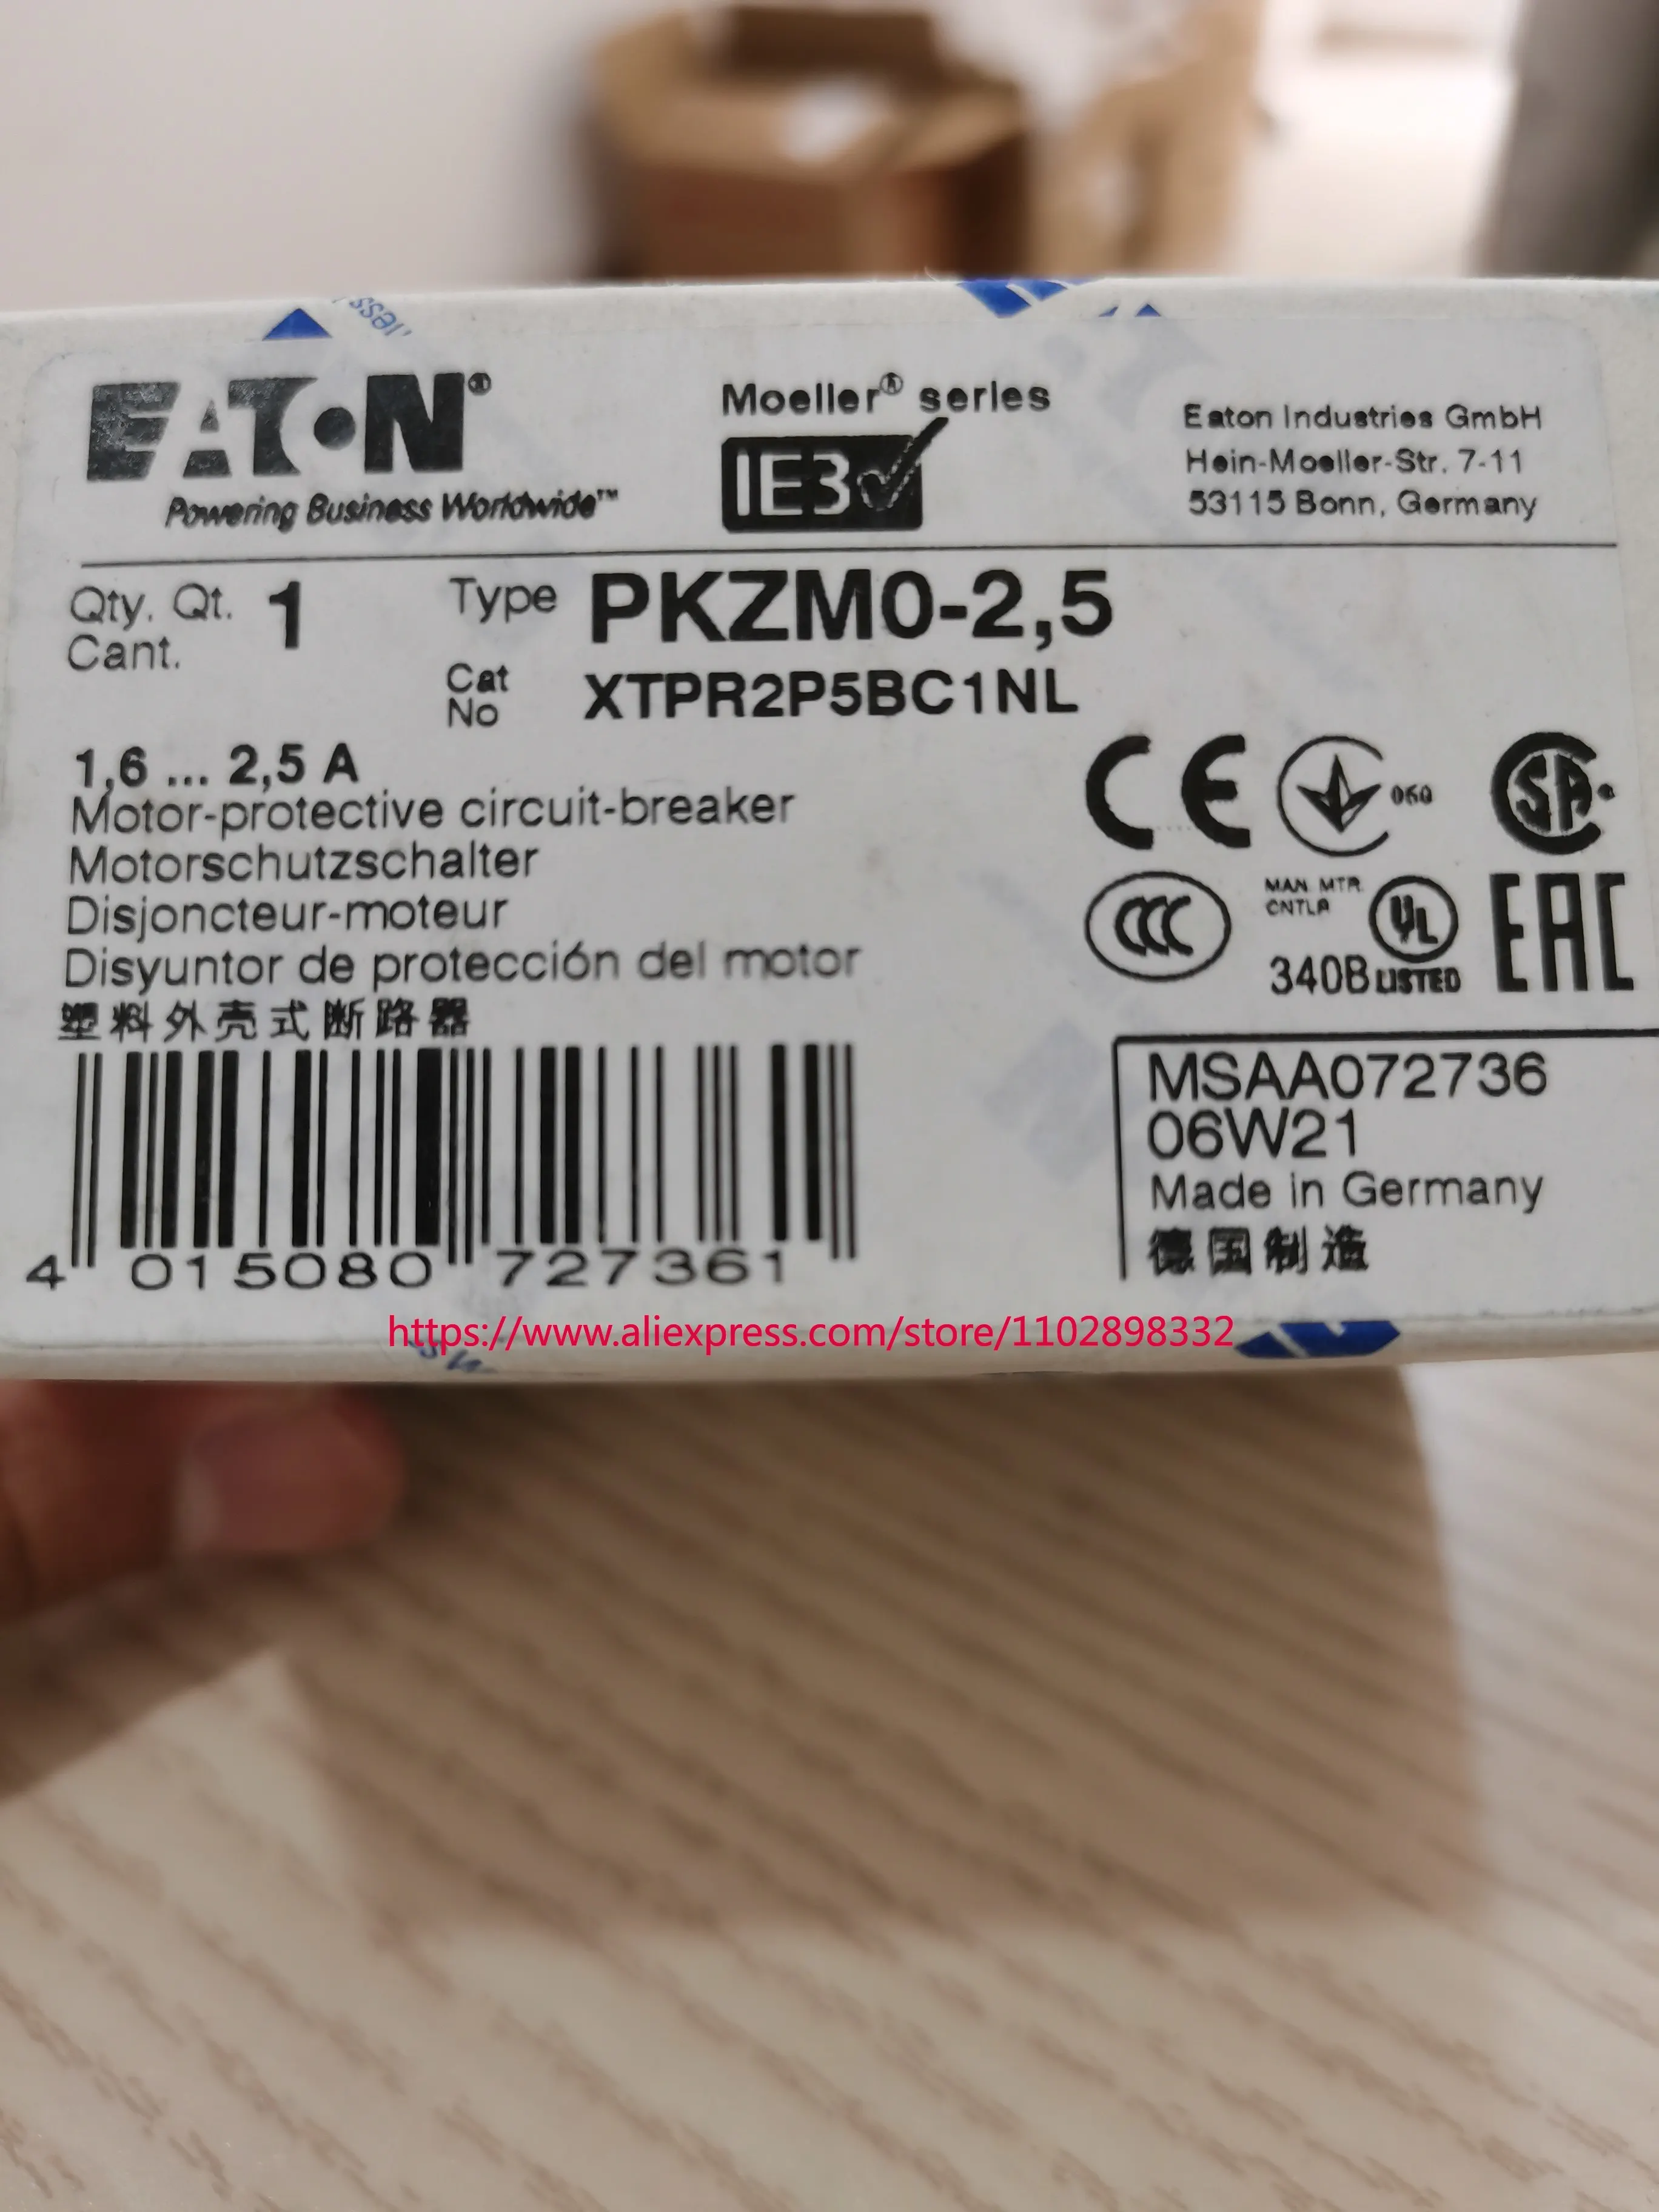 EATON®
Powering Business Worldwide™
Moeller® series
IE3
Eaton Industries GmbH
Hein-Moeller-Str. 7-11
53115 Bonn, Germany
Qty. Qt. 1
Cant.
Type PKZM0-2,5
Cat No XTPR2P5BC1NL
1,6 ... 2,5 A
Motor-protective circuit-breaker
Motorschutzschalter
Disjoncteur-moteur
Disyuntor de protección del motor
塑料外壳式断路器
CE
060
SA
CCC
MAN. MTR.
CNTLR
340B
UL
LISTED
EAC
4 015080 727361
MSAA072736
06W21
Made in Germany
德国制造
https://www.aliexpress.com/store/1102898332